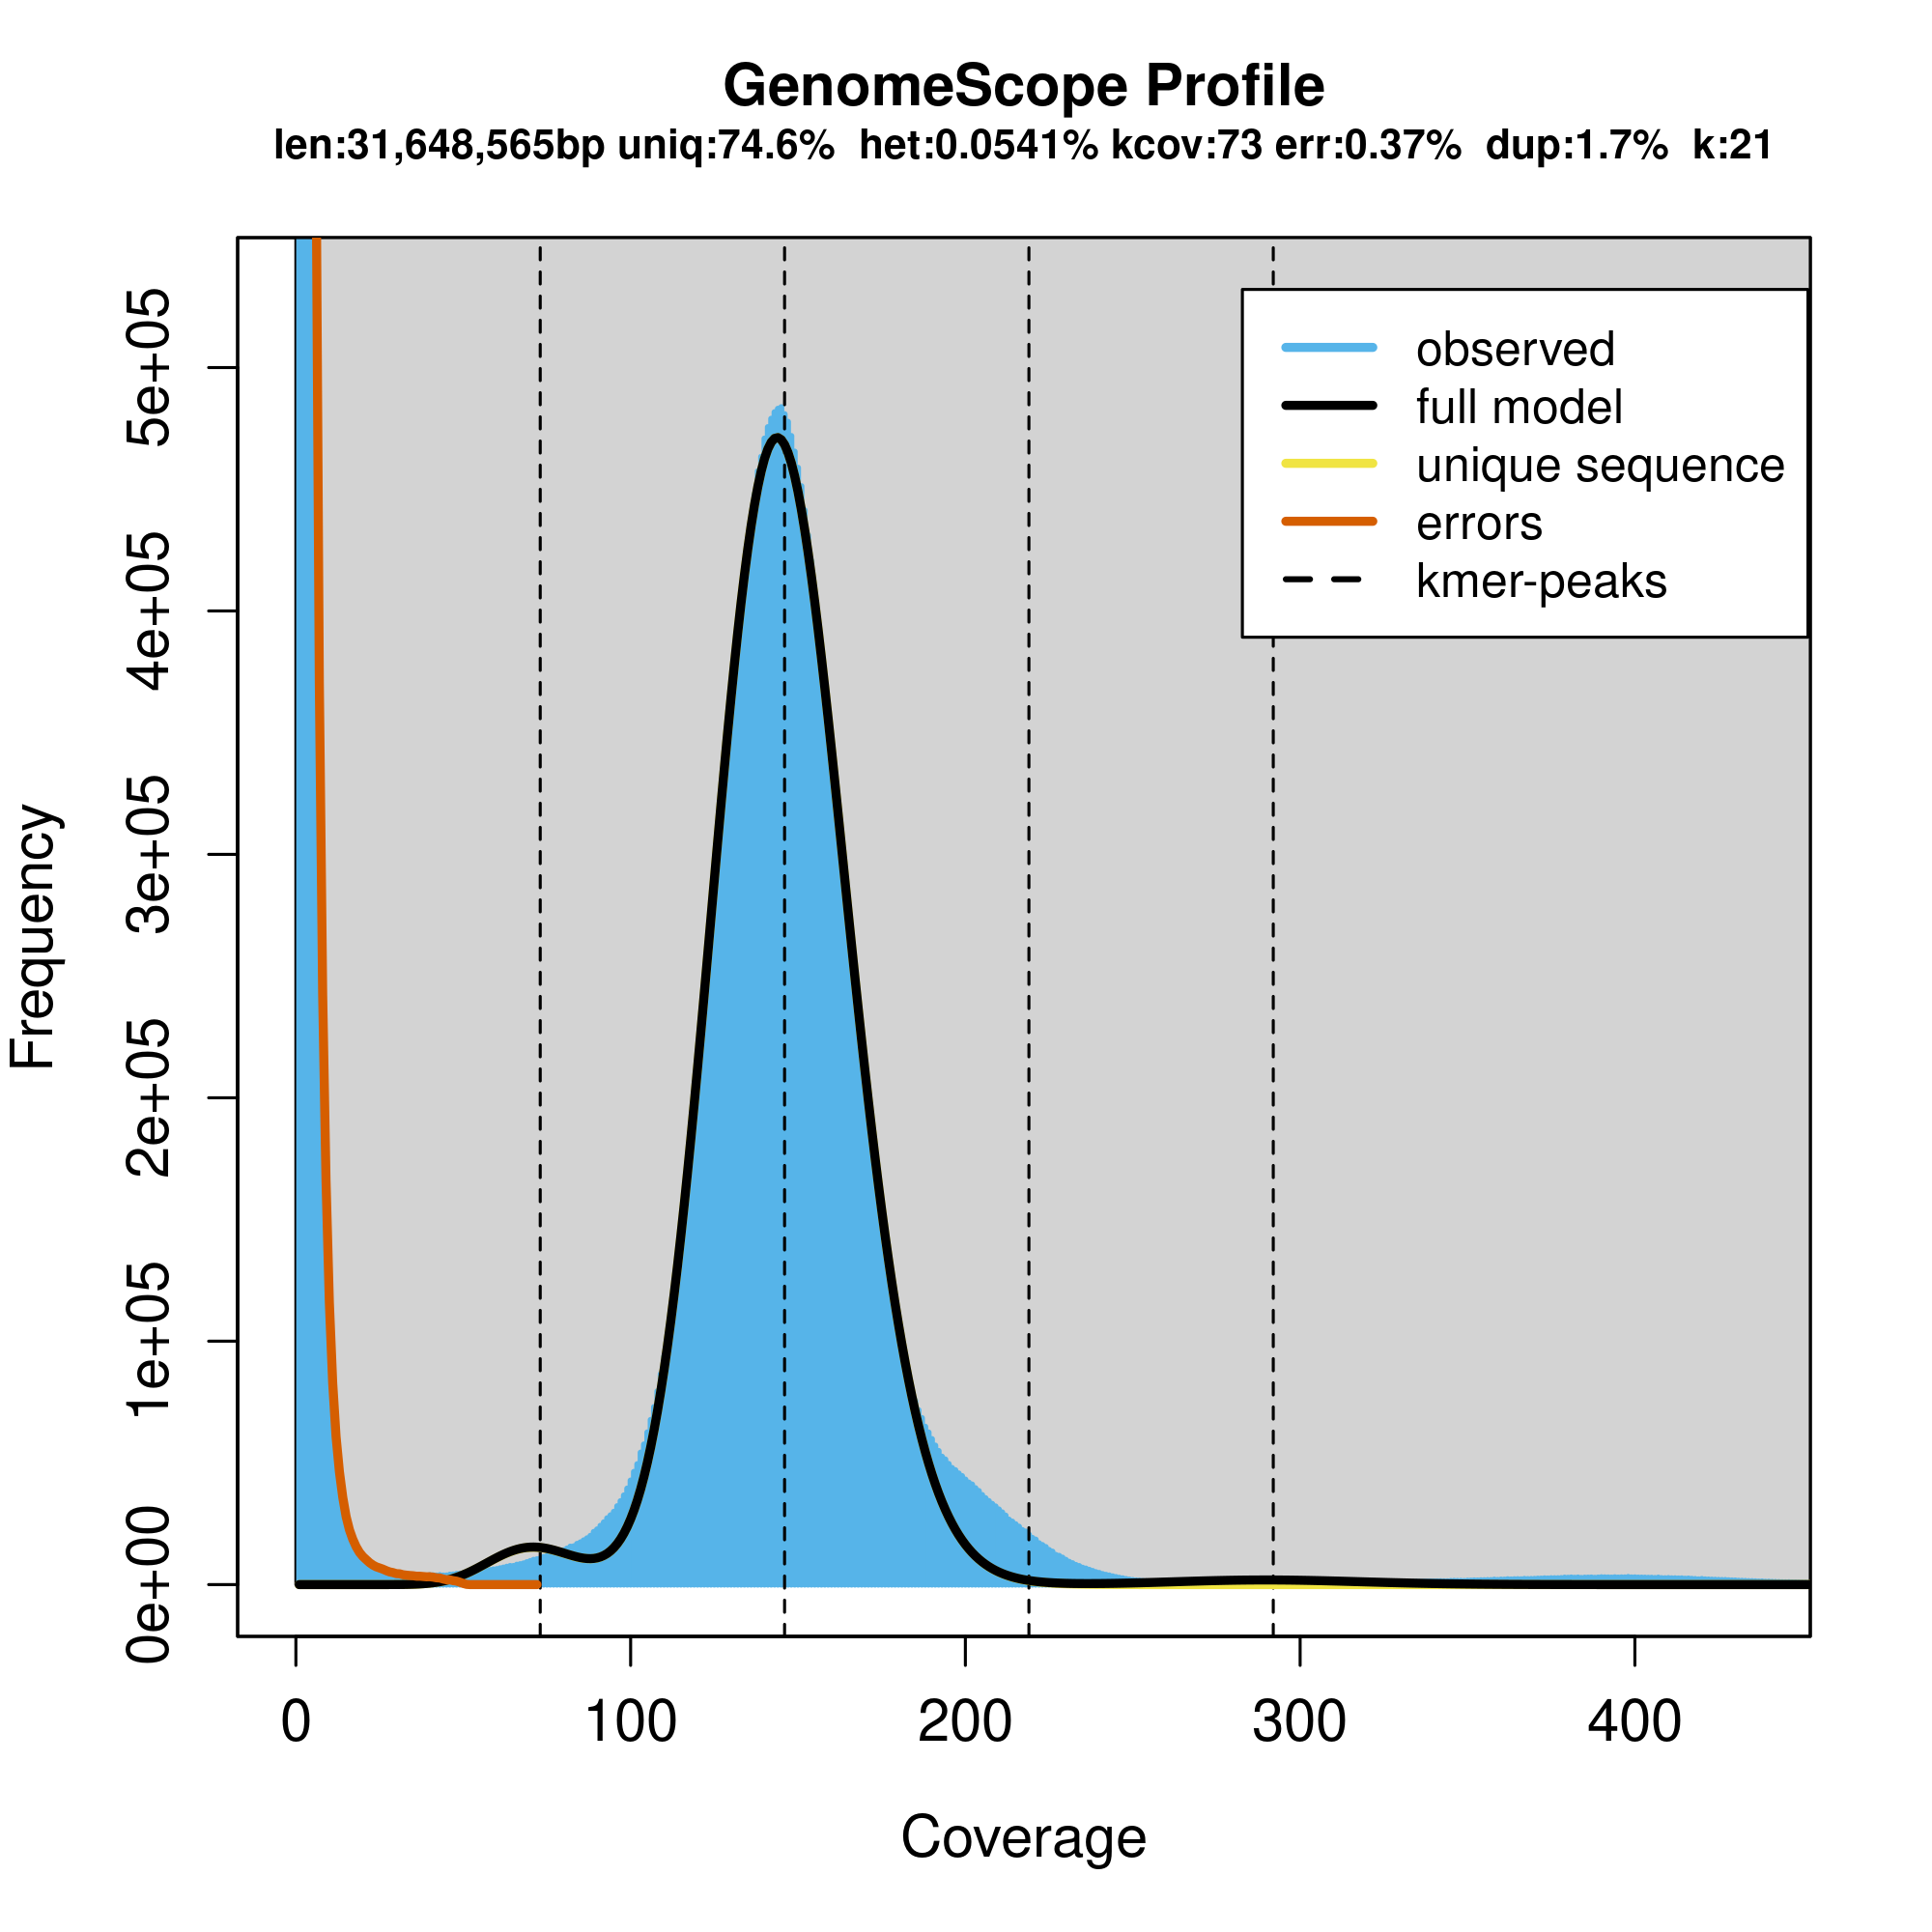 GenomeScope Profile
len:31,648,565bp uniq:74.6%  het:0.0541% kcov:73 err:0.37%  dup:1.7%  k:21
observed
full model
unique sequence
errors
kmer-peaks
5e+05
4e+05
3e+05
2e+05
1e+05
0e+00
Frequency
0 100 200 300 400
Coverage